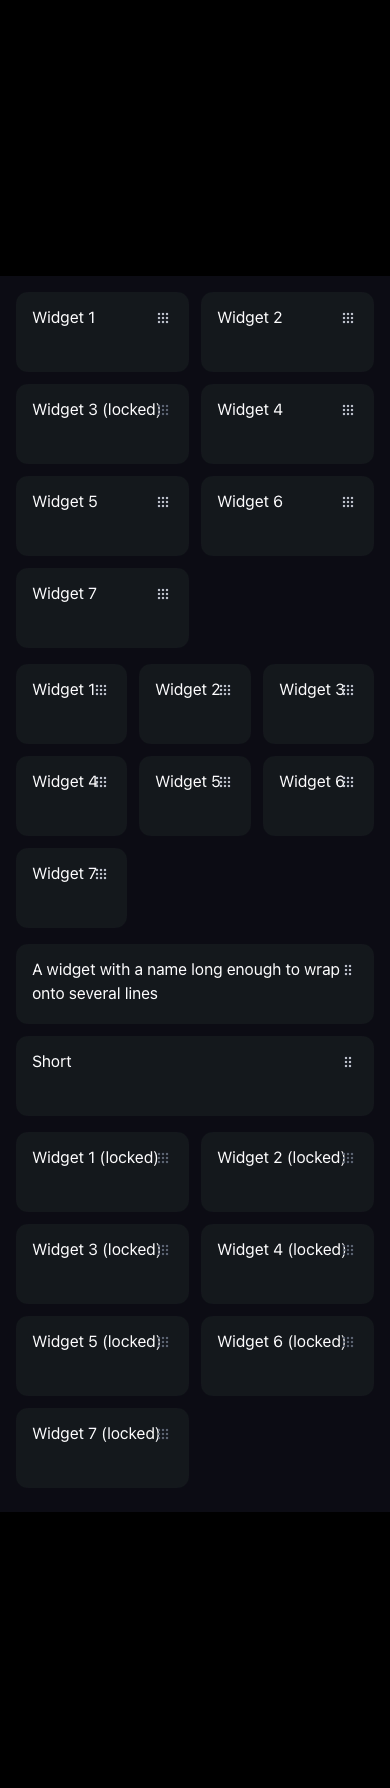 Widget 1
Widget 2
Widget 3 (locked)
Widget 4
Widget 5
Widget 6
Widget 7
Widget 1
Widget 2
Widget 3
Widget 4
Widget 5
Widget 6
Widget 7
A widget with a name long enough to wrap
onto several lines
Short
Widget 1 (locked)
Widget 2 (locked)
Widget 3 (locked)
Widget 4 (locked)
Widget 5 (locked)
Widget 6 (locked)
Widget 7 (locked)